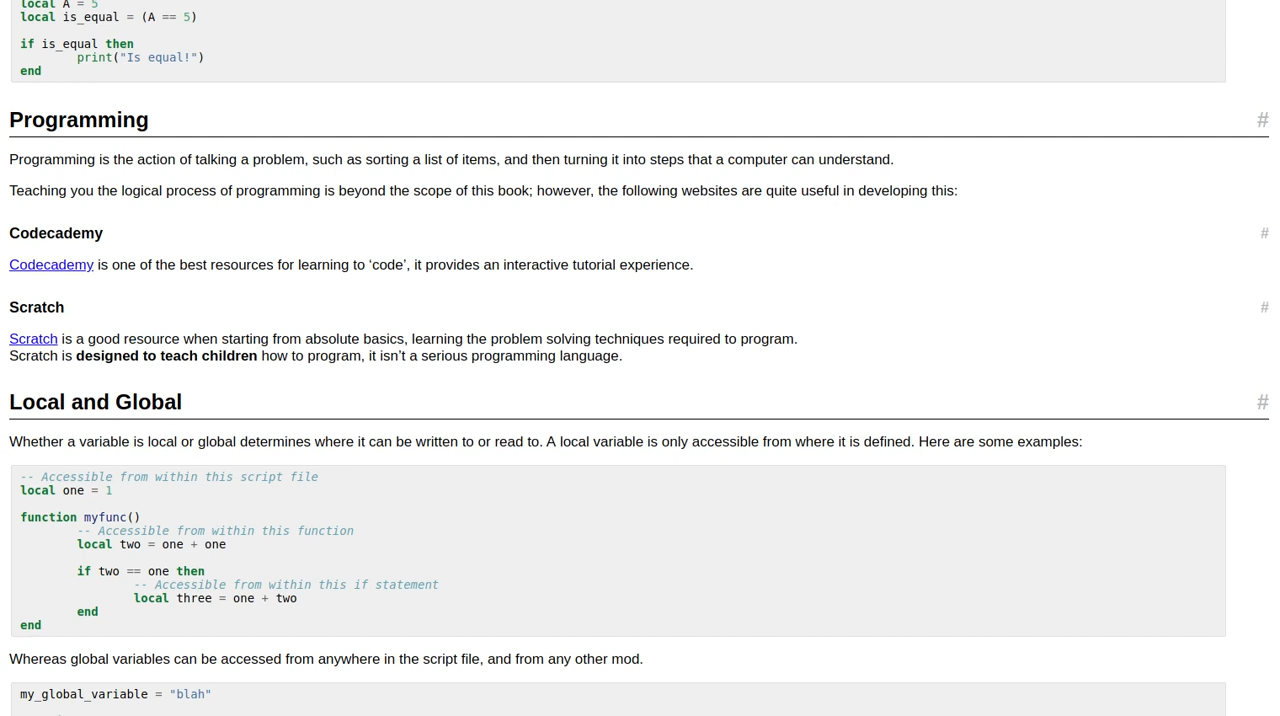 local A = 5
local is_equal = (A == 5)
if is_equal then
print("Is equal!")
end
Programming #
Programming is the action of talking a problem, such as sorting a list of items, and then turning it into steps that a computer can understand.
Teaching you the logical process of programming is beyond the scope of this book; however, the following websites are quite useful in developing this:
Codecademy #
Codecademy is one of the best resources for learning to ‘code’, it provides an interactive tutorial experience.
Scratch #
Scratch is a good resource when starting from absolute basics, learning the problem solving techniques required to program.
Scratch is designed to teach children how to program, it isn’t a serious programming language.
Local and Global #
Whether a variable is local or global determines where it can be written to or read to. A local variable is only accessible from where it is defined. Here are some examples:
-- Accessible from within this script file
local one = 1
function myfunc()
-- Accessible from within this function
local two = one + one
if two == one then
-- Accessible from within this if statement
local three = one + two
end
end
Whereas global variables can be accessed from anywhere in the script file, and from any other mod.
my_global_variable = "blah"